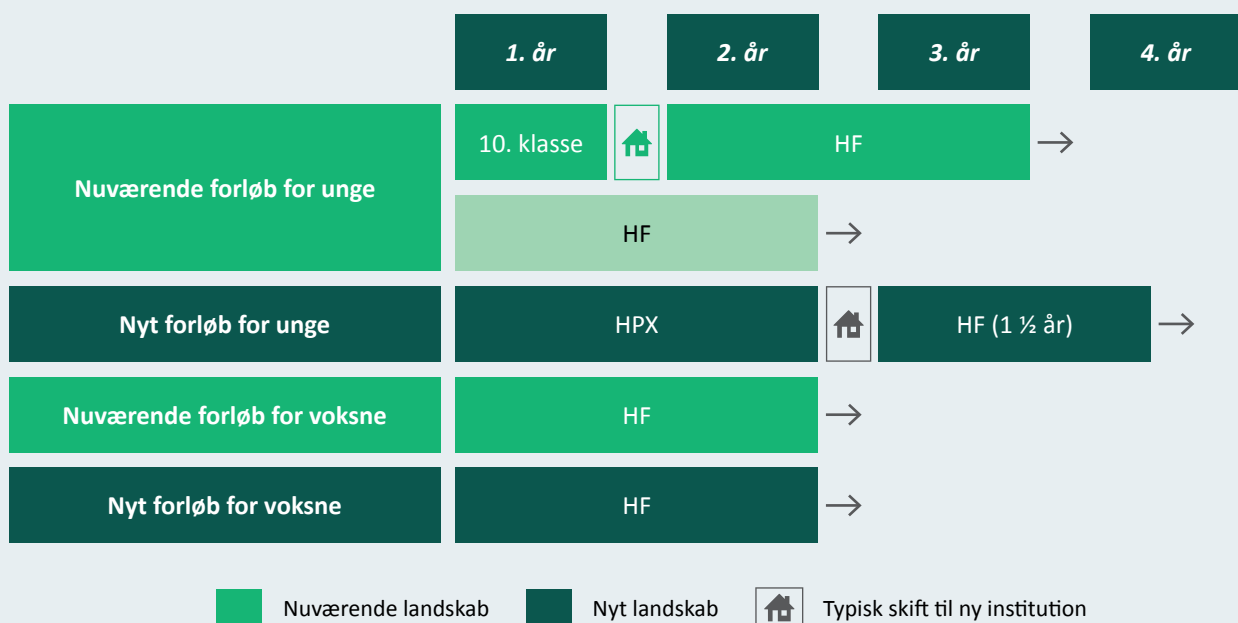 1. år
2. år
3. år
4. år
Nuværende forløb for unge
10. klasse
HF
HF
Nyt forløb for unge
HPX
HF (1 ½ år)
Nuværende forløb for voksne
HF
Nyt forløb for voksne
HF
Nuværende landskab
Nyt landskab
Typisk skift til ny institution